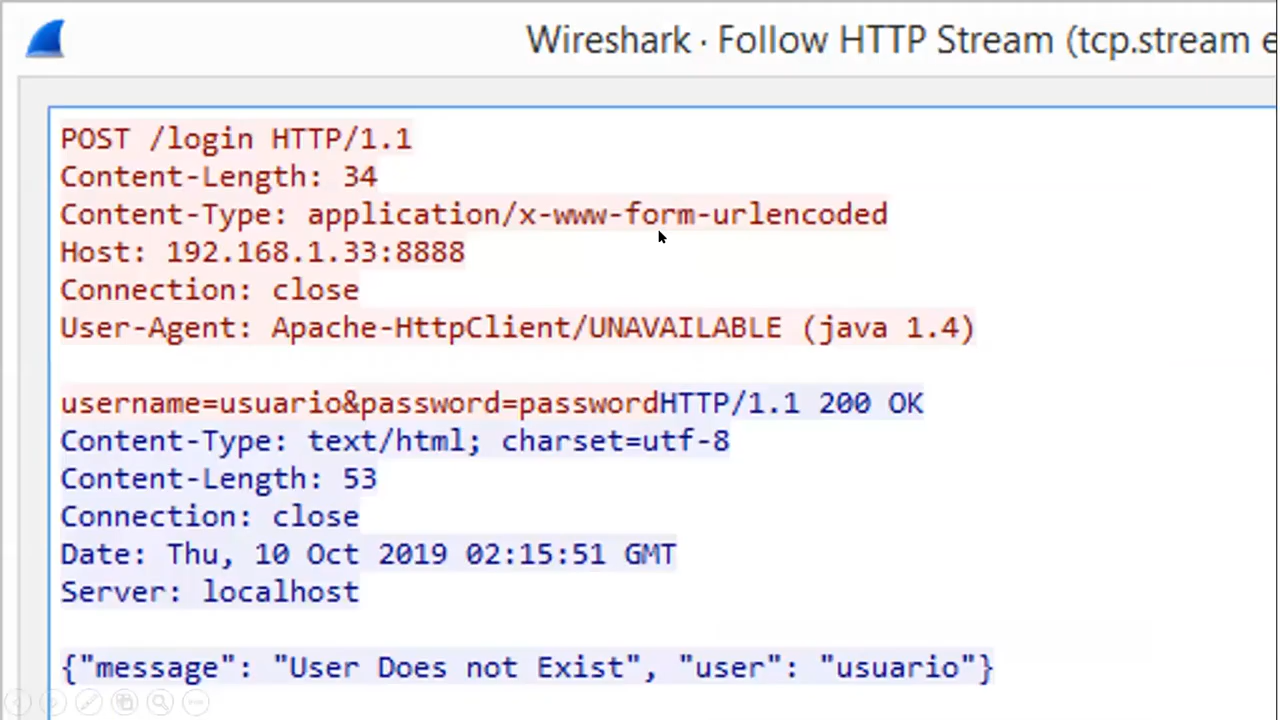 Wireshark · Follow HTTP Stream (tcp.stream e
POST /login HTTP/1.1
Content-Length: 34
Content-Type: application/x-www-form-urlencoded
Host: 192.168.1.33:8888
Connection: close
User-Agent: Apache-HttpClient/UNAVAILABLE (java 1.4)
username=usuario&password=passwordHTTP/1.1 200 OK
Content-Type: text/html; charset=utf-8
Content-Length: 53
Connection: close
Date: Thu, 10 Oct 2019 02:15:51 GMT
Server: localhost
{"message": "User Does not Exist", "user": "usuario"}